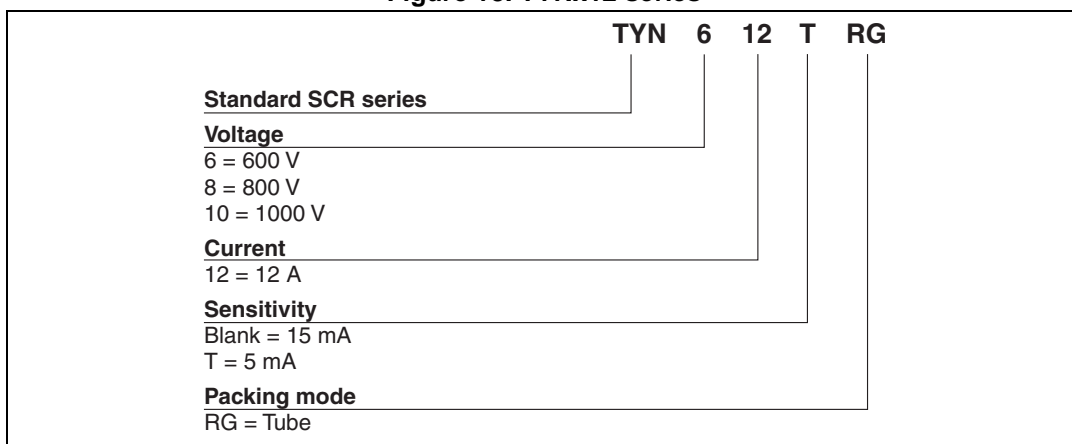 TYN 6 12 T RG
Standard SCR series
Voltage
6 = 600 V
8 = 800 V
10 = 1000 V
Current
12 = 12 A
Sensitivity
Blank = 15 mA
T = 5 mA
Packing mode
RG = Tube